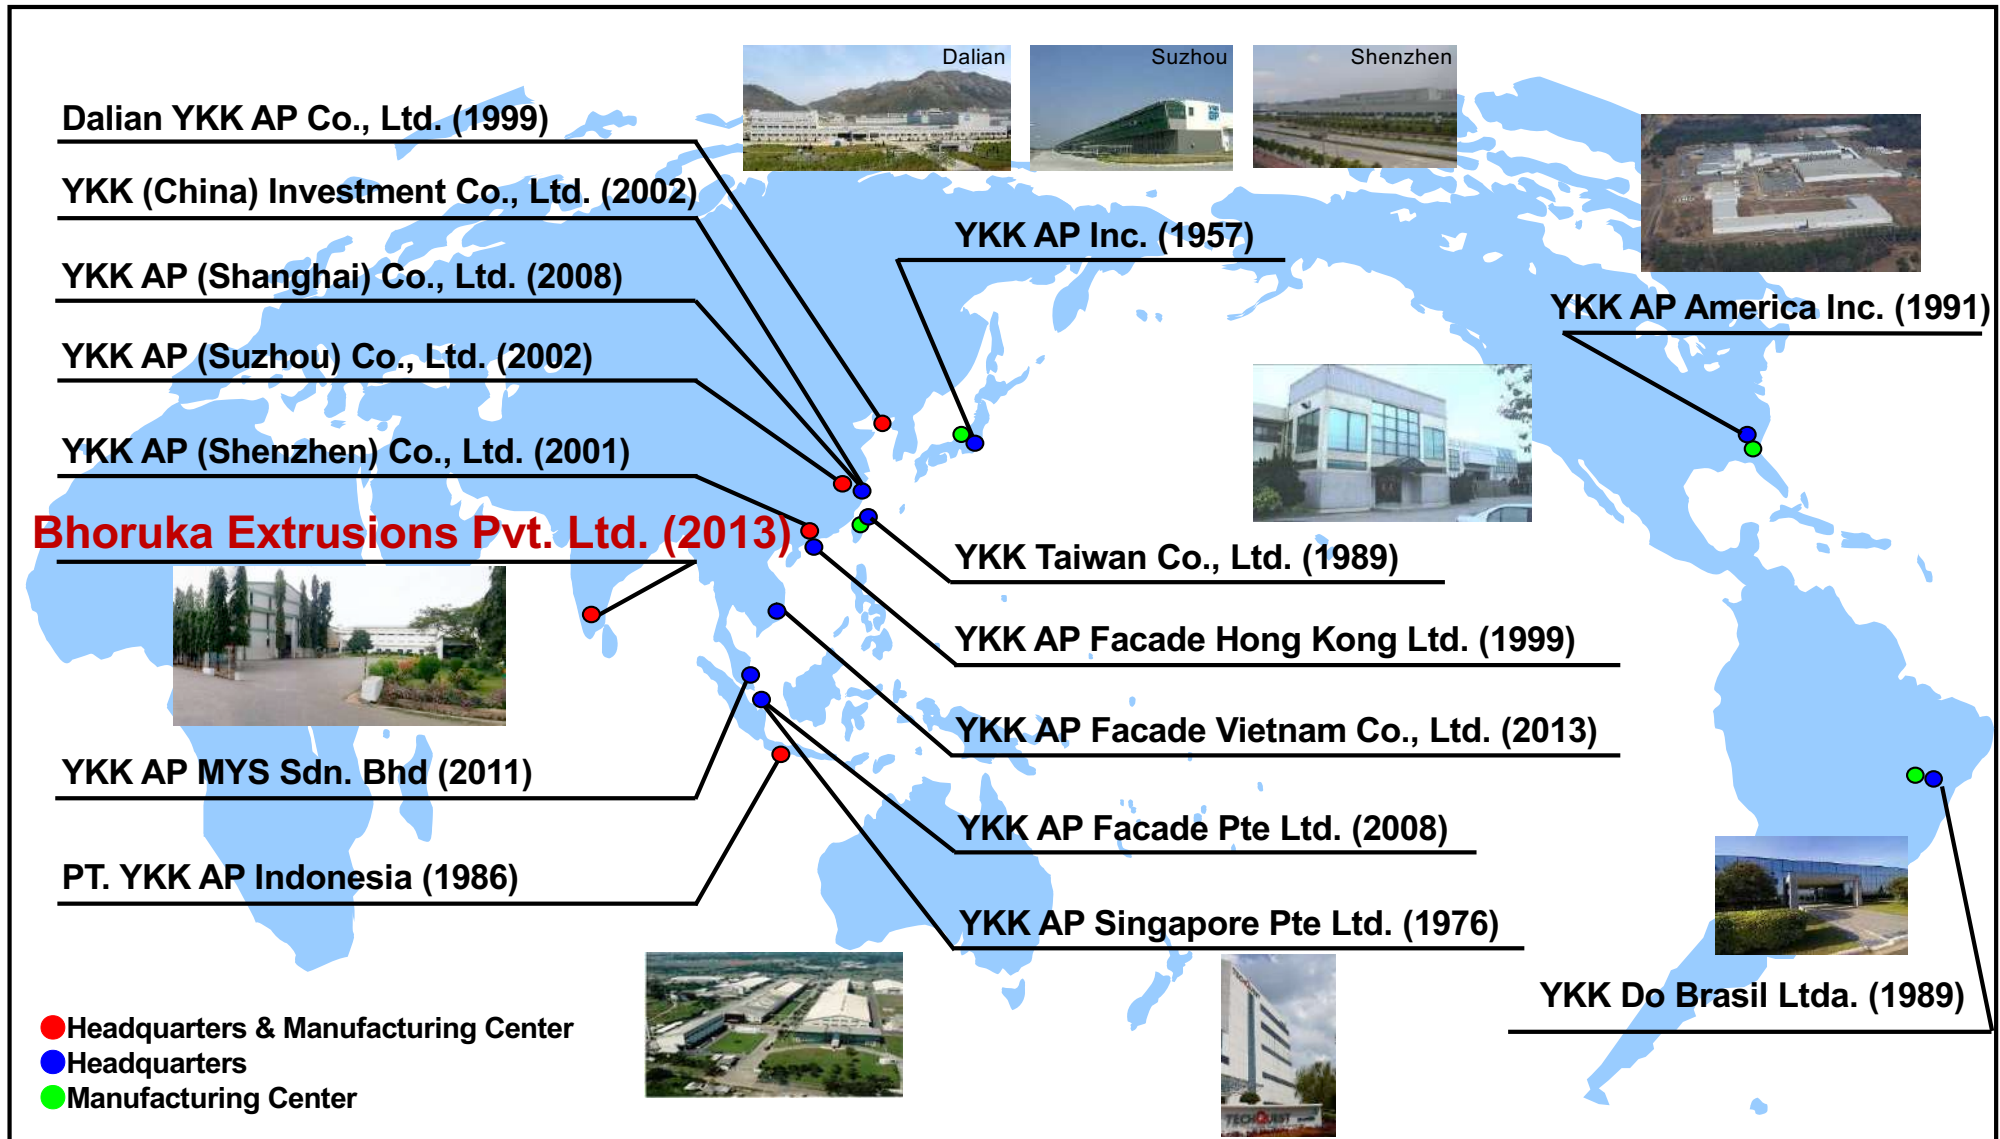 Dalian
Suzhou
Shenzhen
Dalian YKK AP Co., Ltd. (1999)
YKK (China) Investment Co., Ltd. (2002)
YKK AP Inc. (1957)
YKK AP (Shanghai) Co., Ltd. (2008)
YKK AP America Inc. (1991)
YKK AP (Suzhou) Co., Ltd. (2002)
YKK AP (Shenzhen) Co., Ltd. (2001)
Bhoruka Extrusions Pvt. Ltd. (2013)
YKK Taiwan Co., Ltd. (1989)
YKK AP Facade Hong Kong Ltd. (1999)
YKK AP Facade Vietnam Co., Ltd. (2013)
YKK AP MYS Sdn. Bhd (2011)
YKK AP Facade Pte Ltd. (2008)
PT. YKK AP Indonesia (1986)
YKK AP Singapore Pte Ltd. (1976)
YKK Do Brasil Ltda. (1989)
Headquarters & Manufacturing Center
Headquarters
Manufacturing Center
TECHQUEST